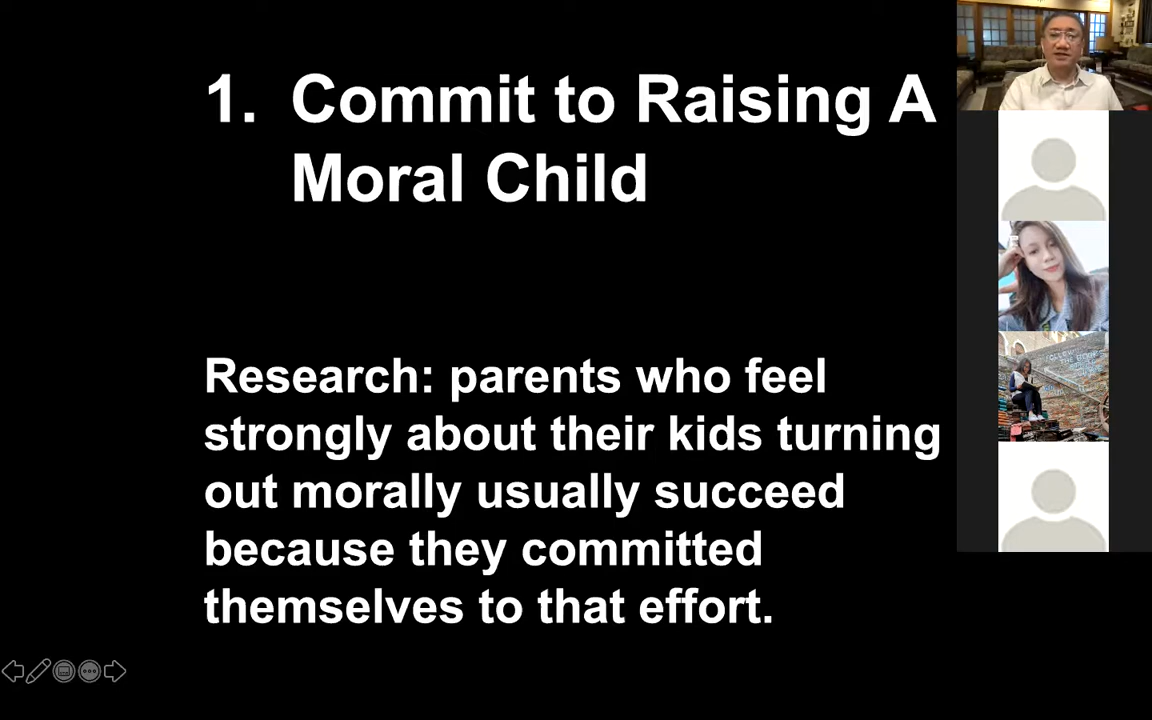 1. Commit to Raising A
Moral Child
Research: parents who feel
strongly about their kids turning
out morally usually succeed
because they committed
themselves to that effort.